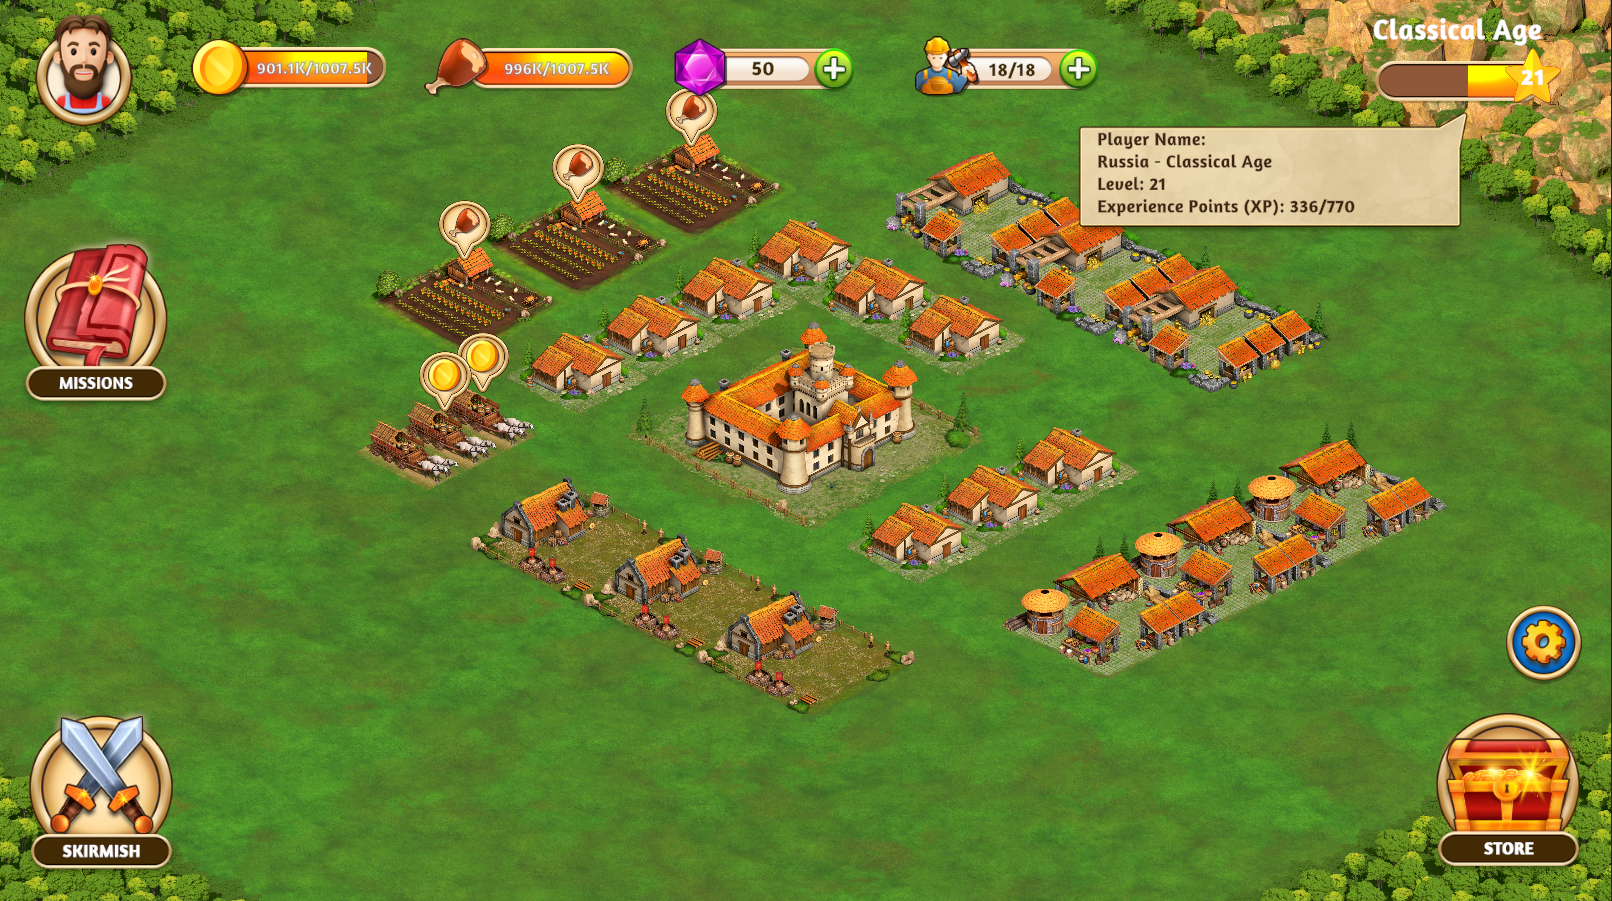 Classical Age
901.1K/1007.5K
996K/1007.5K
50
18/18
21
Player Name:
Russia - Classical Age
Level: 21
Experience Points (XP): 336/770
MISSIONS
SKIRMISH
STORE